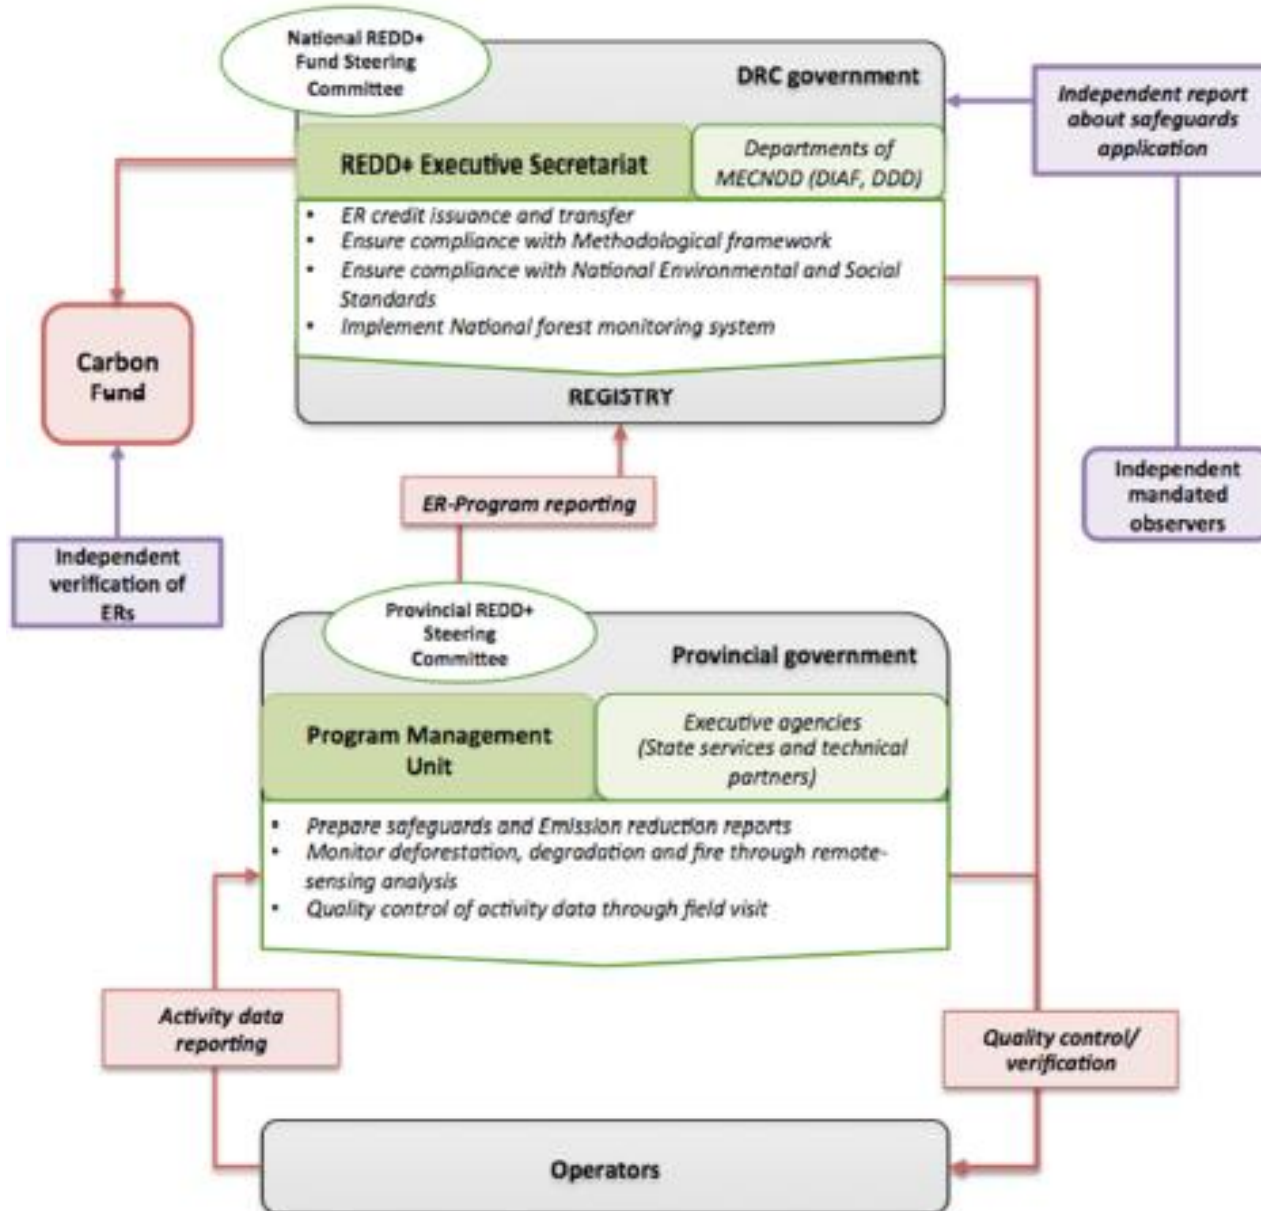 National REDD+
Fund Steering
Committee
DRC government
Independent report
about safeguards
application
REDD+ Executive Secretariat
Departments of
MECNDD (DIAF, DDD)
• ER credit issuance and transfer
• Ensure compliance with Methodological framework
• Ensure compliance with National Environmental and Social
Standards
• Implement National forest monitoring system
Carbon
Fund
REGISTRY
Independent
mandated
observers
ER-Program reporting
Independent
verification of
ERs
Provincial REDD+
Steering
Committee
Provincial government
Program Management
Unit
Executive agencies
(State services and technical
partners)
• Prepare safeguards and Emission reduction reports
• Monitor deforestation, degradation and fire through remote-
sensing analysis
• Quality control of activity data through field visit
Activity data
reporting
Quality control/
verification
Operators